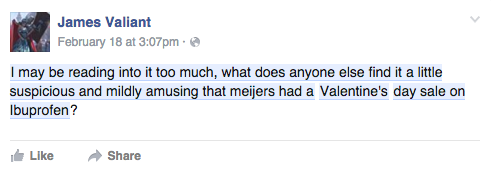 James Valiant
February 18 at 3:07pm ·
I may be reading into it too much, what does anyone else find it a little
suspicious and mildly amusing that meijers had a Valentine's day sale on
Ibuprofen?
Like Share